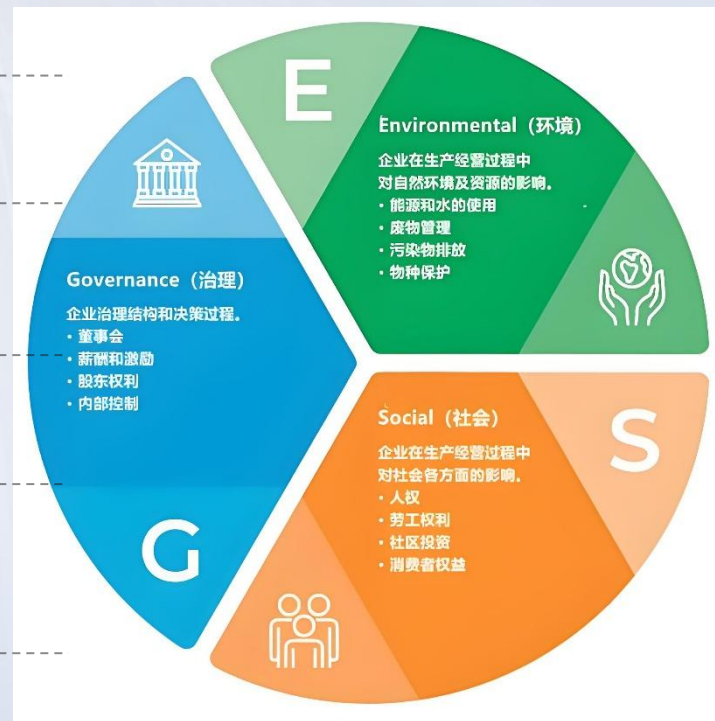 E
Environmental（环境）
企业在生产经营过程中
对自然环境及资源的影响。
· 能源和水的使用
· 废物管理
· 污染物排放
· 物种保护
Governance（治理）
企业治理结构和决策过程。
· 董事会
· 薪酬和激励
· 股东权利
· 内部控制
G
Social（社会）
企业在生产经营过程中
对社会各方面的影响。
· 人权
· 劳工权利
· 社区投资
· 消费者权益
S